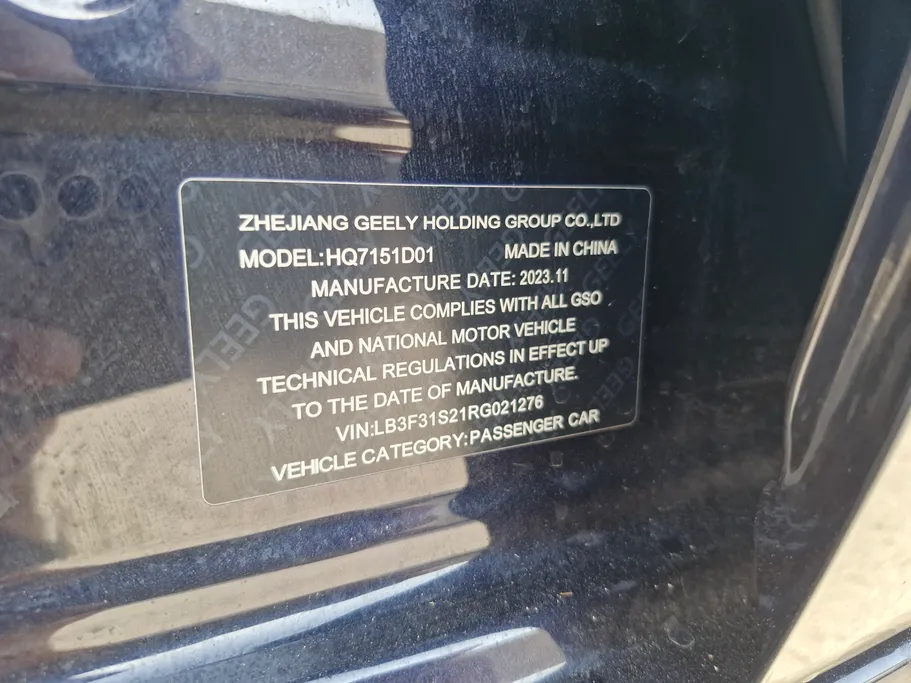 ZHEJIANG GEELY HOLDING GROUP CO.,LTD
MODEL:HQ7151D01 MADE IN CHINA
MANUFACTURE DATE: 2023.11
THIS VEHICLE COMPLIES WITH ALL GSO
AND NATIONAL MOTOR VEHICLE
TECHNICAL REGULATIONS IN EFFECT UP
TO THE DATE OF MANUFACTURE.
VIN:LB3F31S21RG021276
VEHICLE CATEGORY:PASSENGER CAR